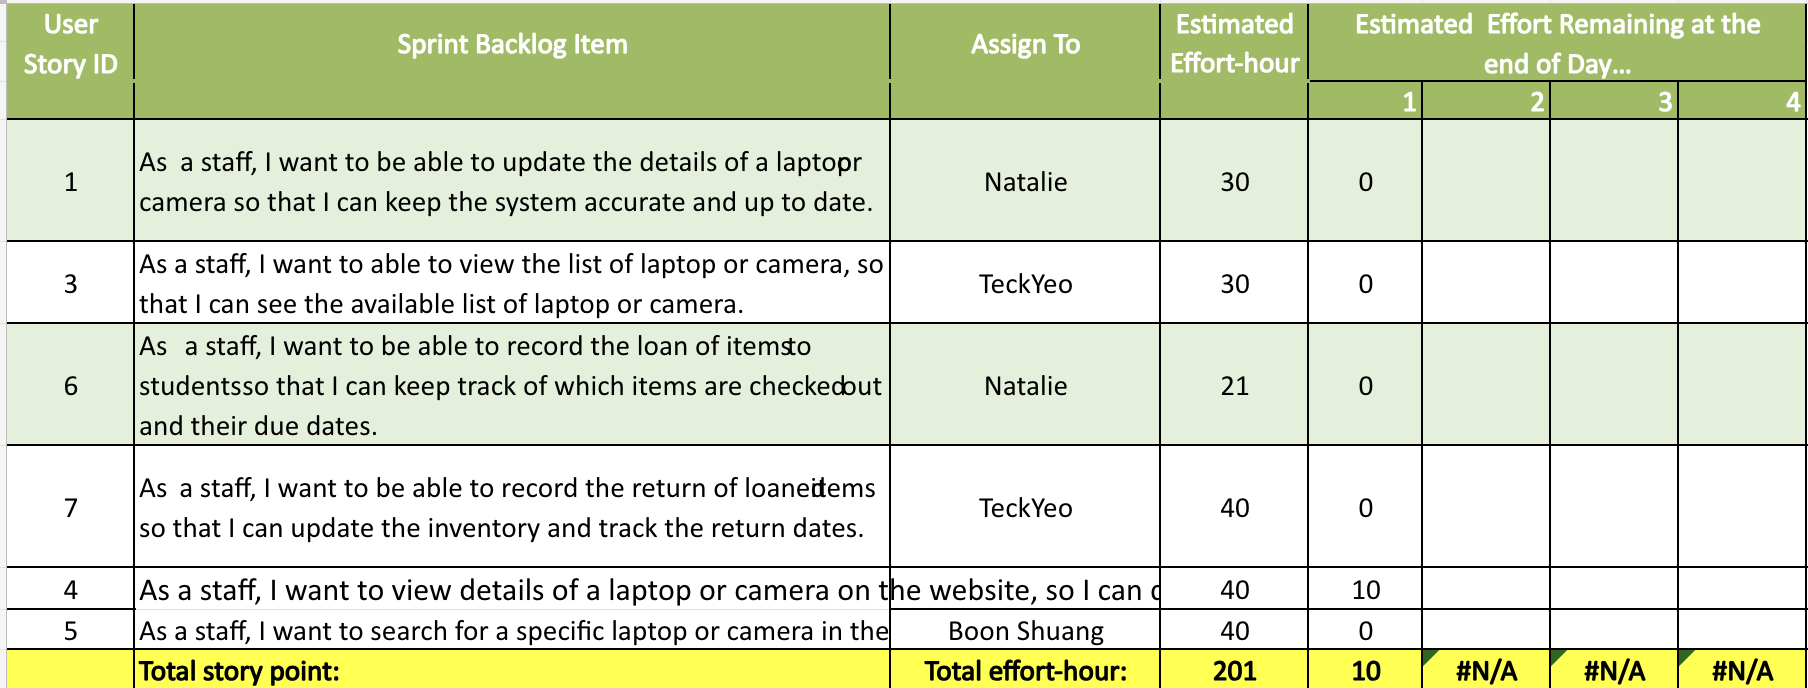 User Story ID Sprint Backlog Item Assign To Estimated Effort-hour Estimated Effort Remaining at the end of Day...
1 2 3 4
1 As a staff, I want to be able to update the details of a laptop or Natalie 30 0
camera so that I can keep the system accurate and up to date.
3 As a staff, I want to able to view the list of laptop or camera, so TeckYeo 30 0
that I can see the available list of laptop or camera.
6 As a staff, I want to be able to record the loan of items to Natalie 21 0
studentsso that I can keep track of which items are checked out
and their due dates.
7 As a staff, I want to be able to record the return of loaned items TeckYeo 40 0
so that I can update the inventory and track the return dates.
4 As a staff, I want to view details of a laptop or camera on the website, so I can 40 10
5 As a staff, I want to search for a specific laptop or camera in the Boon Shuang 40 0
Total story point: Total effort-hour: 201 10 #N/A #N/A #N/A